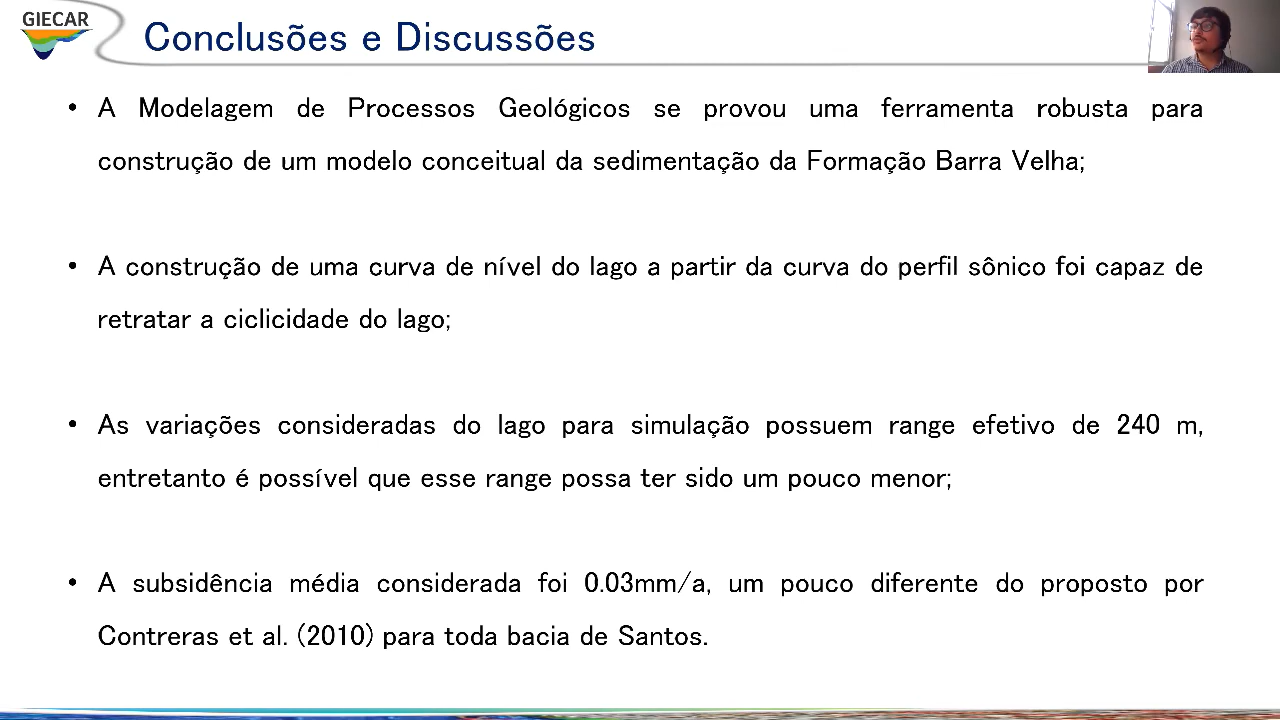 GIECAR
Conclusões e Discussões
• A Modelagem de Processos Geológicos se provou uma ferramenta robusta para
construção de um modelo conceitual da sedimentação da Formação Barra Velha;
• A construção de uma curva de nível do lago a partir da curva do perfil sônico foi capaz de
retratar a ciclicidade do lago;
• As variações consideradas do lago para simulação possuem range efetivo de 240 m,
entretanto é possível que esse range possa ter sido um pouco menor;
• A subsidência média considerada foi 0.03mm/a, um pouco diferente do proposto por
Contreras et al. (2010) para toda bacia de Santos.